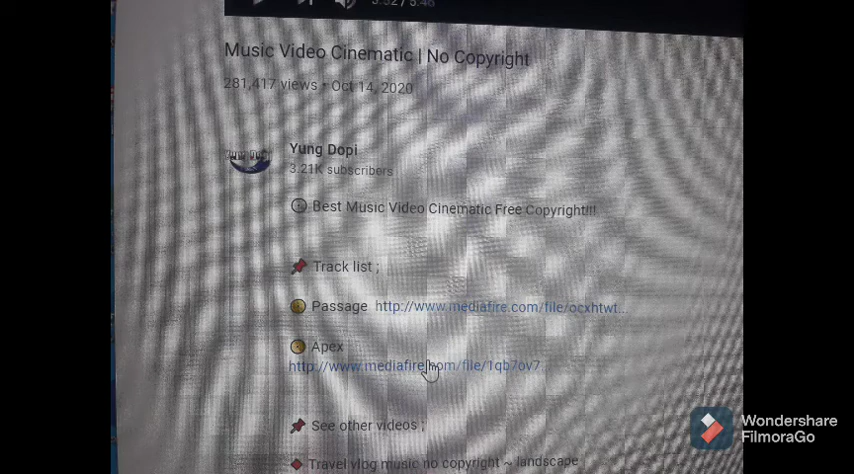 Music Video Cinematic | No Copyright
281,417 views • Oct 14, 2020
Yung Dopi
3.21K subscribers
Best Music Video Cinematic Free Copyright!!!
Track list ;
Passage http://www.mediafire.com/file/ocxhtwt...
Apex
http://www.mediafire.com/file/1qb7ov7...
See other videos ;
Travel vlog music no copyright ~ landscape
Wondershare
FilmoraGo